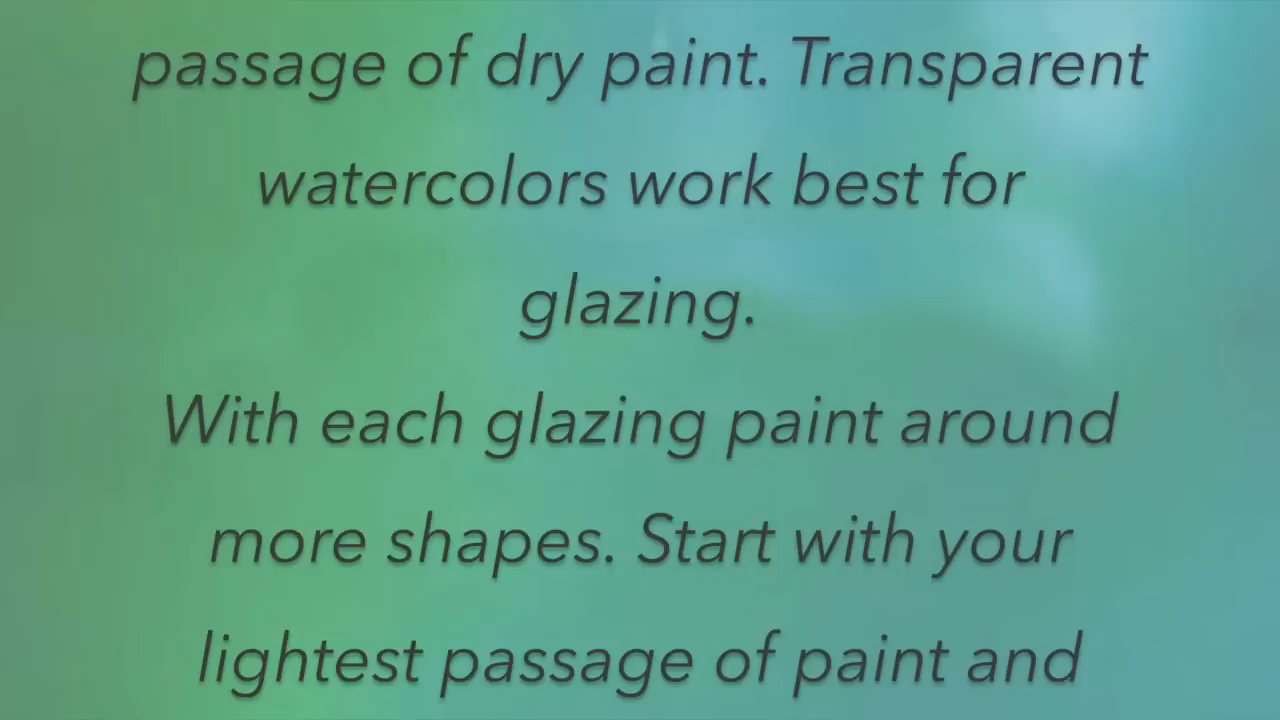 passage of dry paint. Transparent
watercolors work best for
glazing.
With each glazing paint around
more shapes. Start with your
lightest passage of paint and